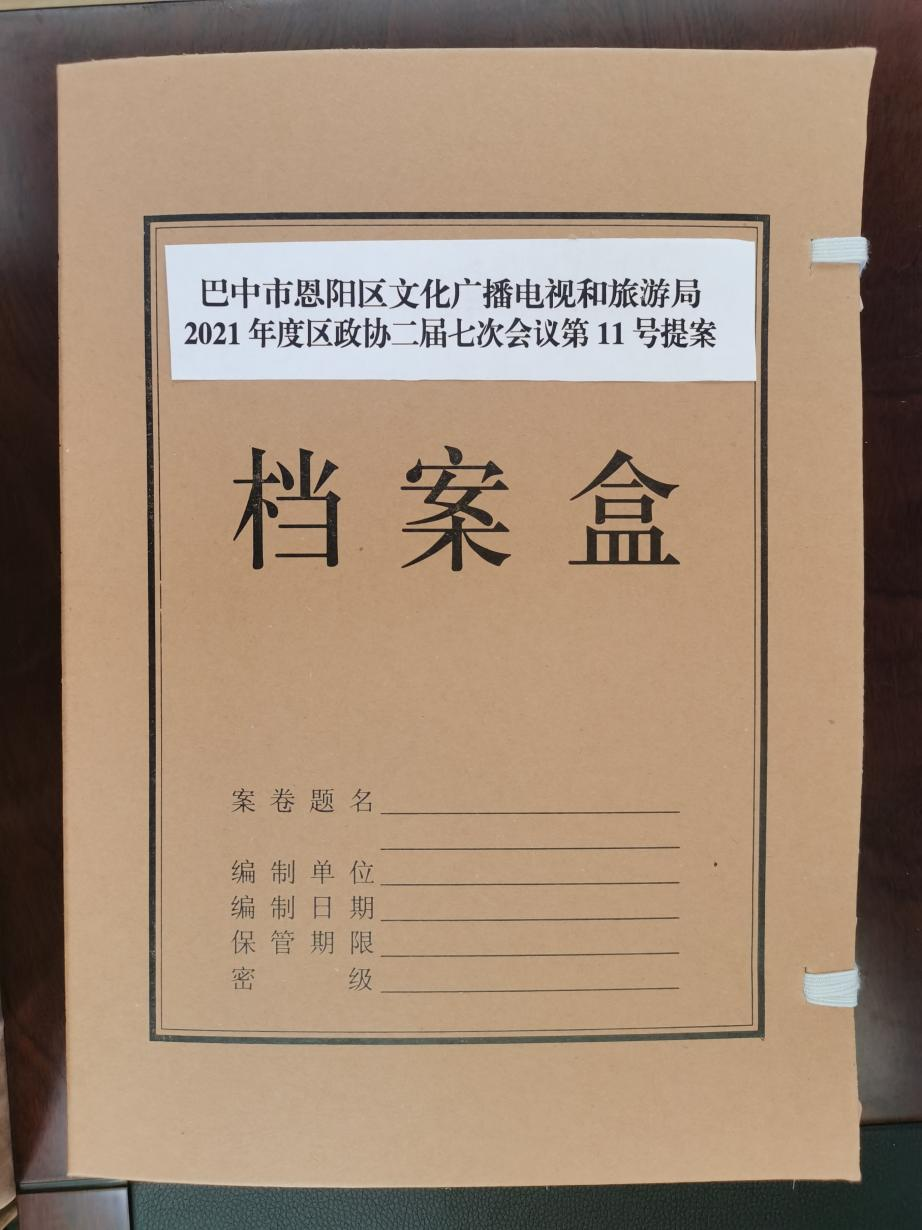 巴中市恩阳区文化广播电视和旅游局
2021年度区政协二届七次会议第11号提案
档案盒
案卷题名
编制单位
编制日期
保管期限
密级